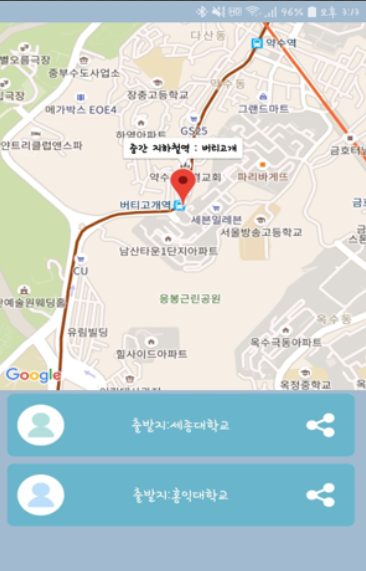 96% 오후 3:13
다산동
약수역
별오름극장
중부수도사업소
장충고등학교
메가박스 EOE4
그랜드마트
약수동
하얏아파트
GS25
얀트리클럽앤스파
금호터널
중간 지하철역 : 버티고개
약수
결교회
파리바게뜨
버티고개역
세븐일레븐
서울방송고등학교
남산타운1단지아파트
CU
응봉근린공원
예술원웨딩홀
유림빌딩
옥수동
힐사이드아파트
옥수극동아파트
Google
옥정중학교
출발지:세종대학교
출발지:홍익대학교